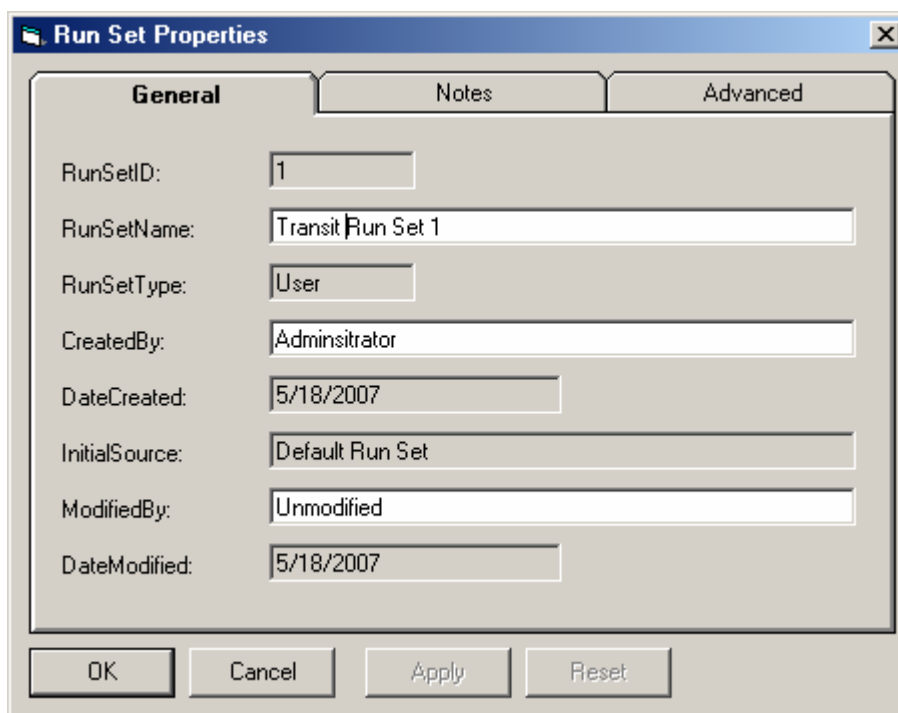 Run Set Properties
General Notes Advanced
RunSetID: 1
RunSetName: Transit Run Set 1
RunSetType: User
CreatedBy: Adminsitrator
DateCreated: 5/18/2007
InitialSource: Default Run Set
ModifiedBy: Unmodified
DateModified: 5/18/2007
OK Cancel Apply Reset